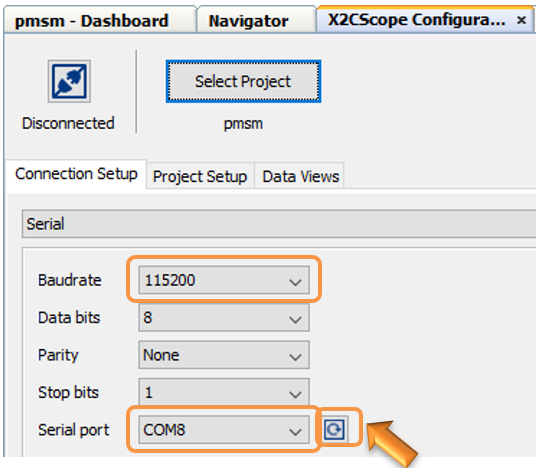 pmsm - Dashboard Navigator X2CScope Configura... ×
Select Project
Disconnected pmsm
Connection Setup Project Setup Data Views
Serial
Baudrate 115200
Data bits 8
Parity None
Stop bits 1
Serial port COM8